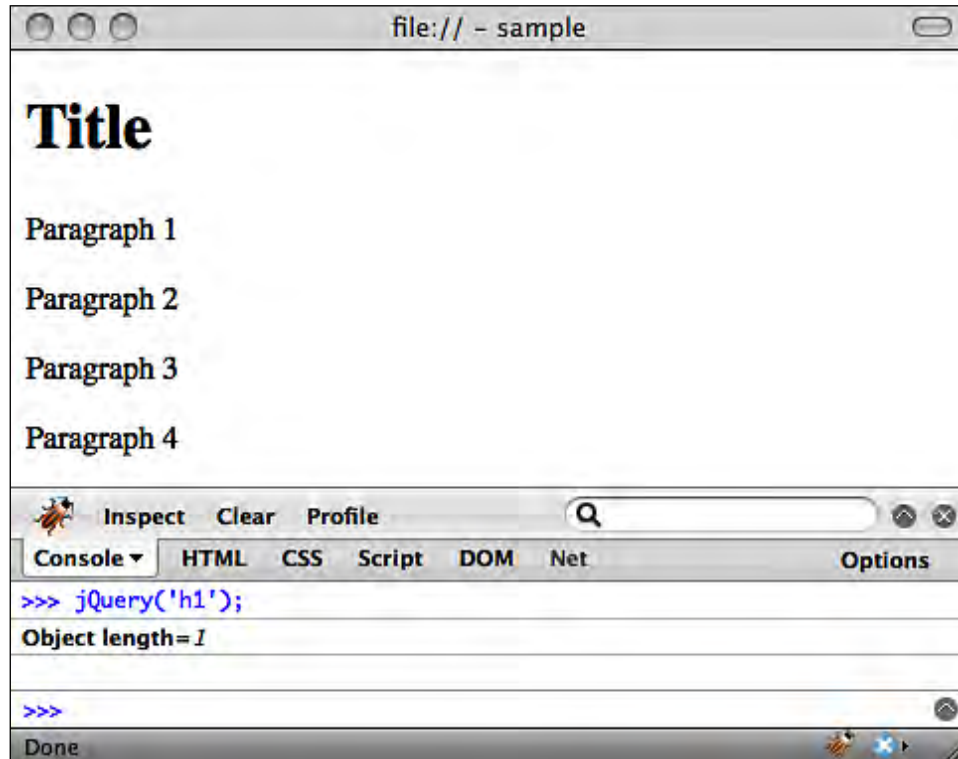 file:// – sample
Title
Paragraph 1
Paragraph 2
Paragraph 3
Paragraph 4
Inspect Clear Profile
Console HTML CSS Script DOM Net Options
>>> jQuery('h1');
Object length=1
>>>
Done